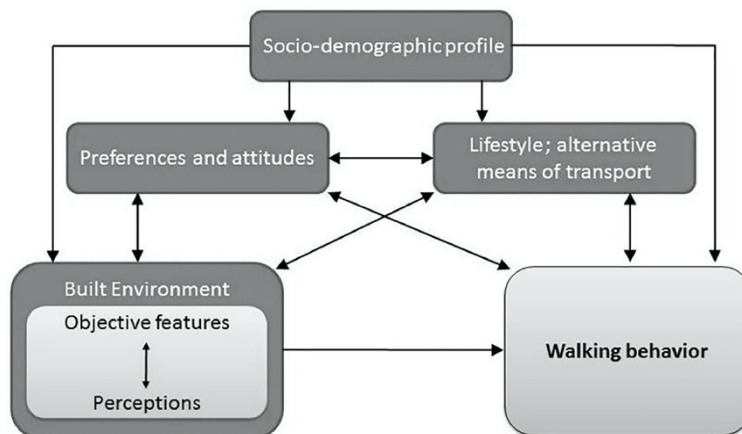 Socio-demographic profile
Preferences and attitudes
Lifestyle; alternative
means of transport
Built Environment
Objective features
Perceptions
Walking behavior